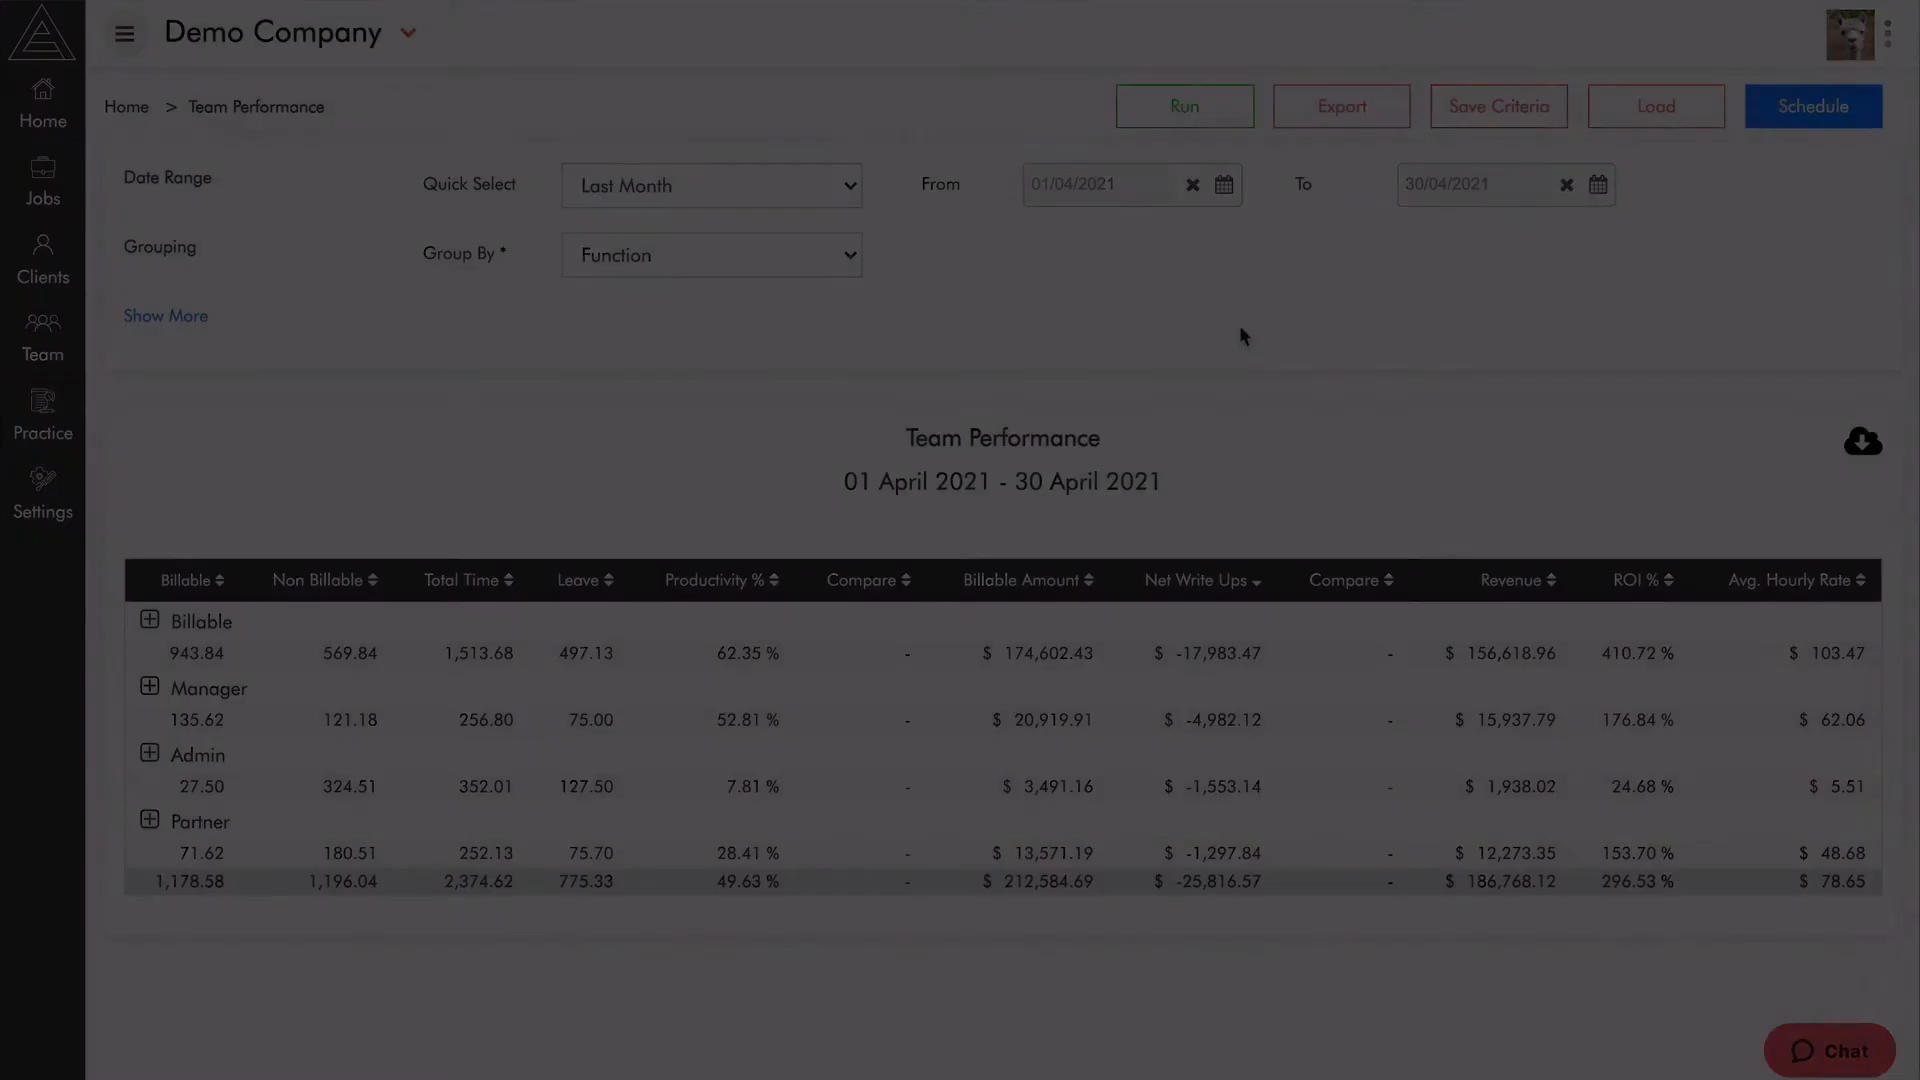 Demo Company
Home
Jobs
Clients
Team
Practice
Settings
Home > Team Performance
Run
Export
Save Criteria
Load
Schedule
Date Range
Quick Select
Last Month
From
01/04/2021
To
30/04/2021
Grouping
Group By *
Function
Show More
Team Performance
01 April 2021 - 30 April 2021
Billable Non Billable Total Time Leave Productivity % Compare Billable Amount Net Write Ups Compare Revenue ROI % Avg. Hourly Rate
Billable
943.84 569.84 1,513.68 497.13 62.35 % - $ 174,602.43 $ -17,983.47 - $ 156,618.96 410.72 % $ 103.47
Manager
135.62 121.18 256.80 75.00 52.81 % - $ 20,919.91 $ -4,982.12 - $ 15,937.79 176.84 % $ 62.06
Admin
27.50 324.51 352.01 127.50 7.81 % - $ 3,491.16 $ -1,553.14 - $ 1,938.02 24.68 % $ 5.51
Partner
71.62 180.51 252.13 75.70 28.41 % - $ 13,571.19 $ -1,297.84 - $ 12,273.35 153.70 % $ 48.68
1,178.58 1,196.04 2,374.62 775.33 49.63 % - $ 212,584.69 $ -25,816.57 - $ 186,768.12 296.53 % $ 78.65
Chat